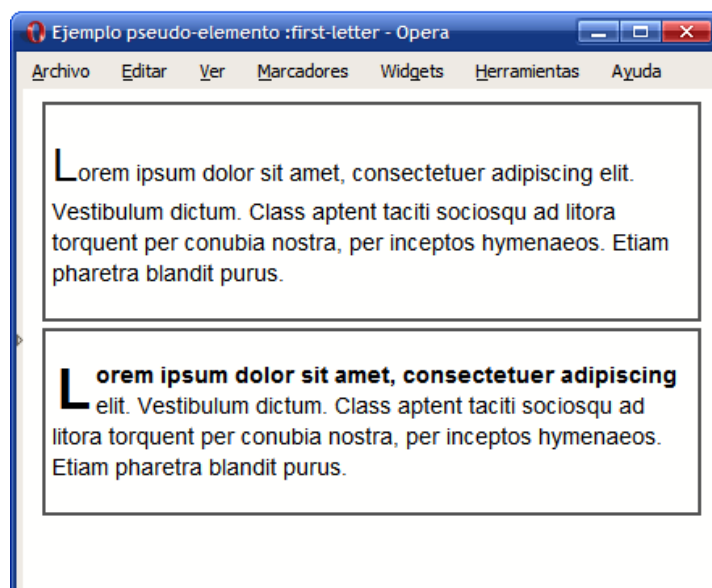 Ejemplo pseudo-elemento :first-letter - Opera
Archivo Editar Ver Marcadores Widgets Herramientas Ayuda
Lorem ipsum dolor sit amet, consectetuer adipiscing elit.
Vestibulum dictum. Class aptent taciti sociosqu ad litora
torquent per conubia nostra, per inceptos hymenaeos. Etiam
pharetra blandit purus.
Lorem ipsum dolor sit amet, consectetuer adipiscing
elit. Vestibulum dictum. Class aptent taciti sociosqu ad
litora torquent per conubia nostra, per inceptos hymenaeos.
Etiam pharetra blandit purus.